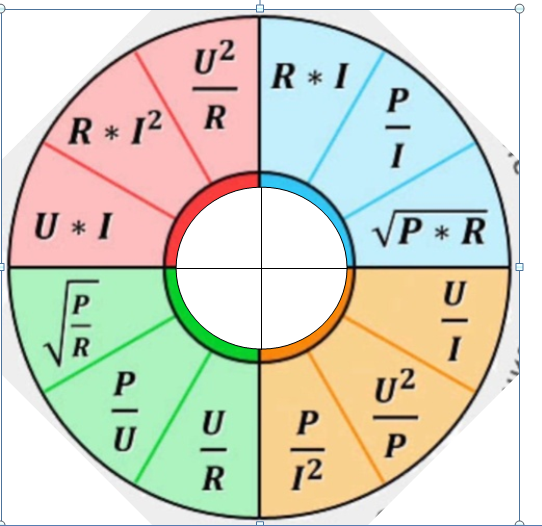 U²/R
R * I
R * I²
P/I
U * I
√P * R
√P/R
U/I
P/U
U²/P
U/R
P/I²